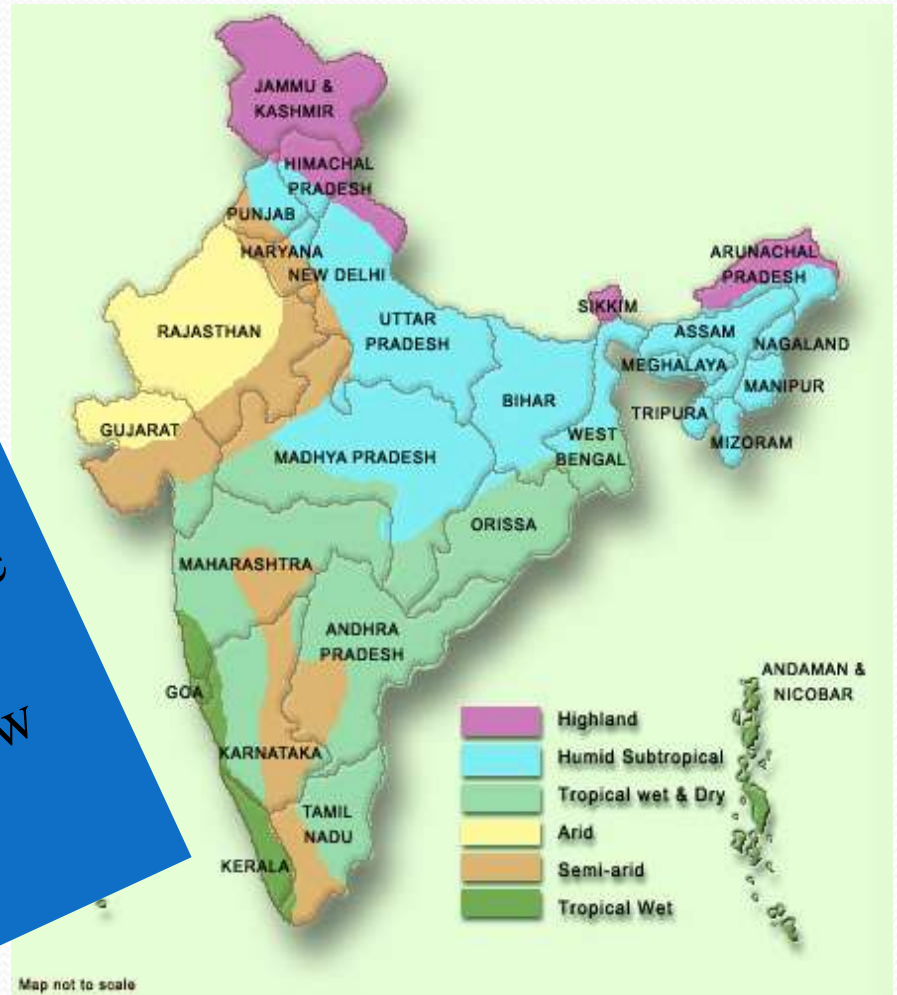 JAMMU &
KASHMIR
HIMACHAL
PRADESH
PUNJAB
HARYANA
NEW DELHI
ARUNACHAL
PRADESH
SIKKIM
RAJASTHAN
UTTAR
PRADESH
ASSAM
NAGALAND
MEGHALAYA
MANIPUR
BIHAR
TRIPURA
MIZORAM
GUJARAT
MADHYA PRADESH
WEST
BENGAL
ORISSA
MAHARASHTRA
ANDHRA
PRADESH
GOA
KARNATAKA
TAMIL
NADU
KERALA
ANDAMAN &
NICOBAR
Highland
Humid Subtropical
Tropical wet & Dry
Arid
Semi-arid
Tropical Wet
Map not to scale